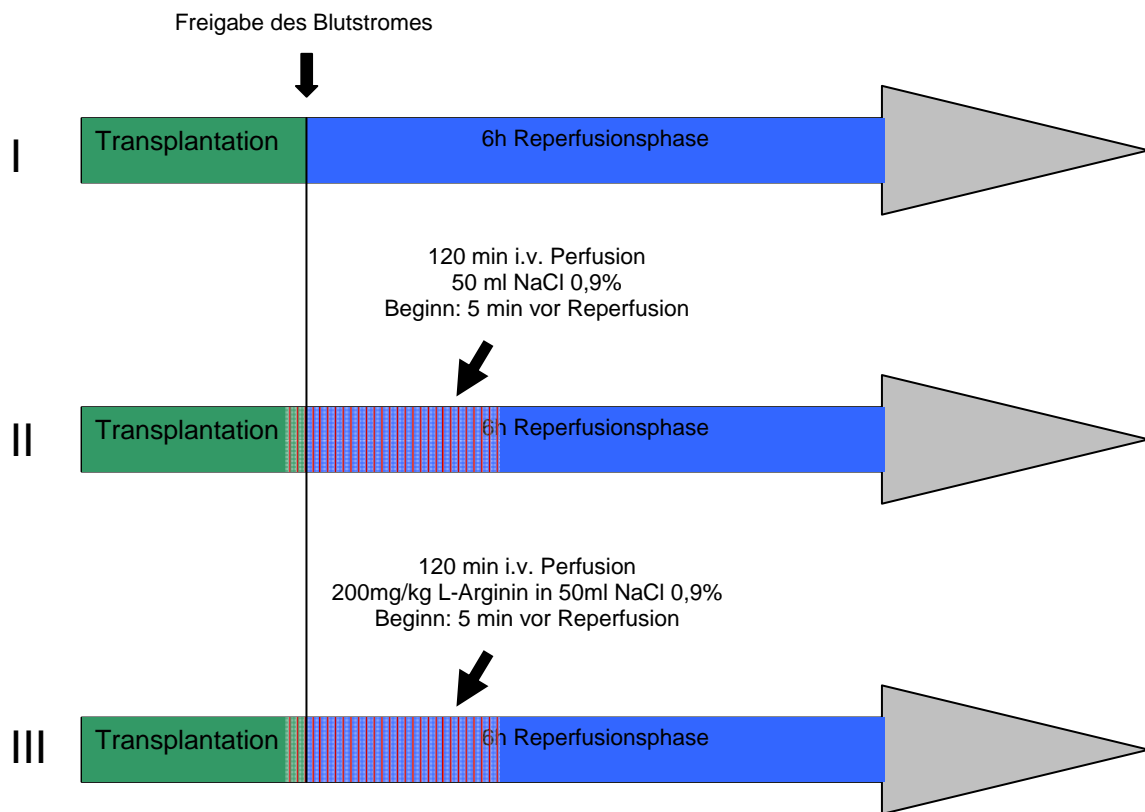 Freigabe des Blutstromes
I
Transplantation
6h Reperfusionsphase
120 min i.v. Perfusion
50 ml NaCl 0,9%
Beginn: 5 min vor Reperfusion
II
Transplantation
6h Reperfusionsphase
120 min i.v. Perfusion
200mg/kg L-Arginin in 50ml NaCl 0,9%
Beginn: 5 min vor Reperfusion
III
Transplantation
6h Reperfusionsphase